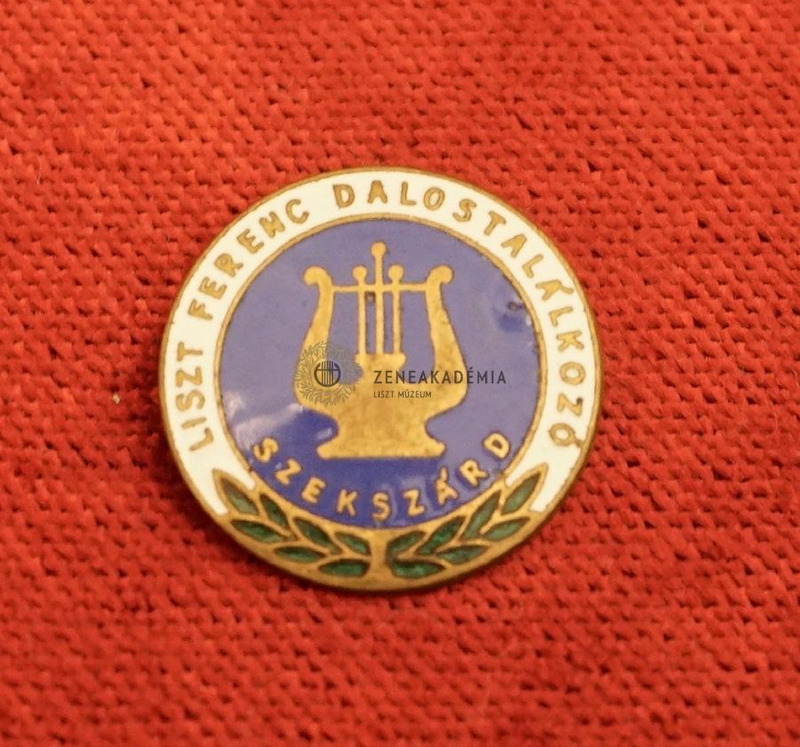 LISZT FERENC DALOSTALÁLKOZÓ
ZENEAKADÉMIA
LISZT MÚZEUM
SZEKSZÁRD